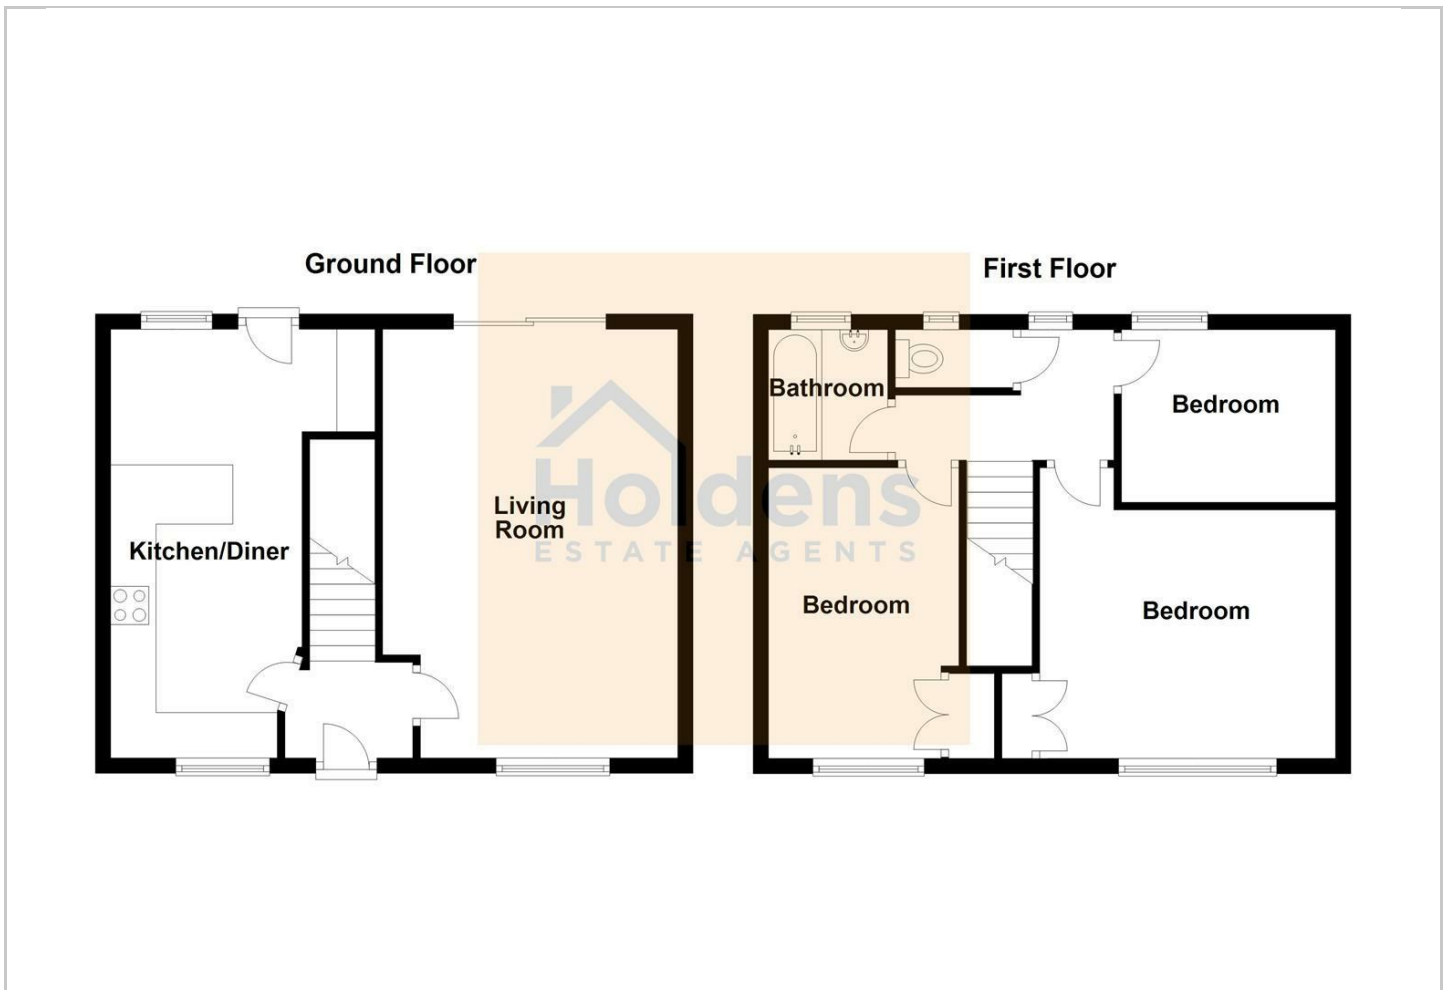 Ground Floor
First Floor
Bathroom
Bedroom
Holdens
ESTATE AGENTS
Living
Room
Kitchen/Diner
Bedroom
Bedroom